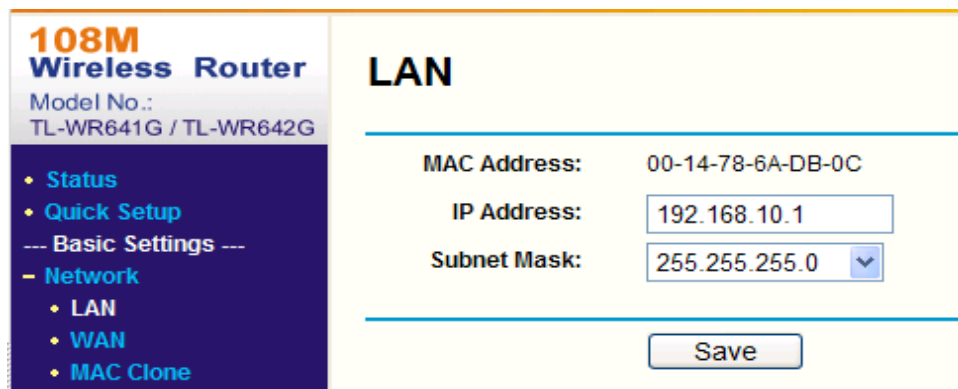 108M
Wireless Router
Model No.:
TL-WR641G / TL-WR642G
• Status
• Quick Setup
--- Basic Settings ---
– Network
• LAN
• WAN
• MAC Clone
LAN
MAC Address: 00-14-78-6A-DB-0C
IP Address: 192.168.10.1
Subnet Mask: 255.255.255.0
Save